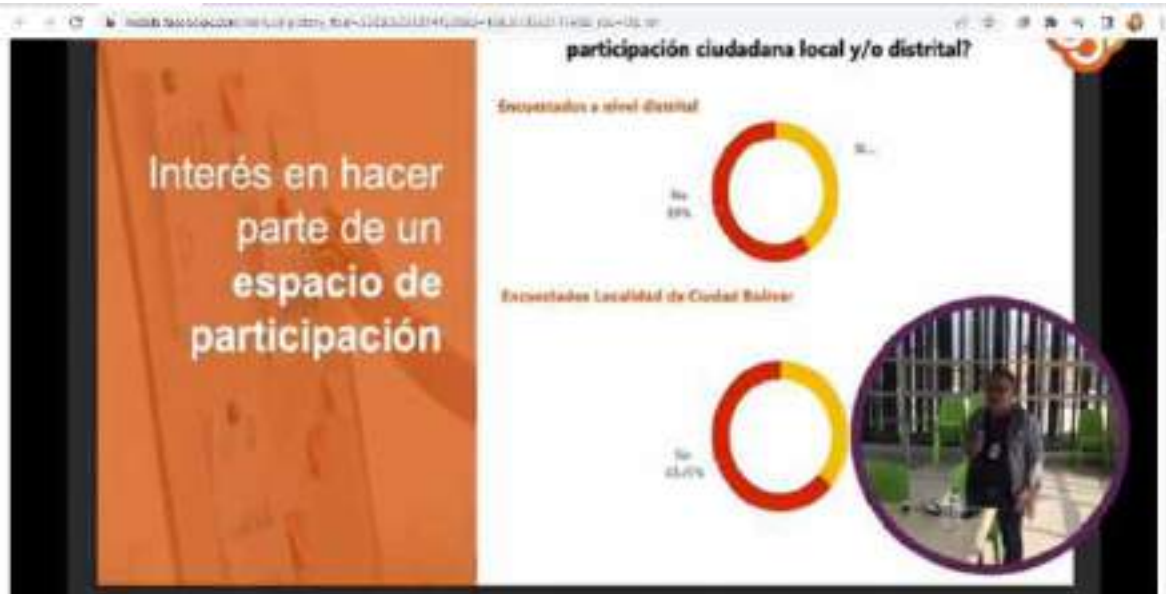 participación ciudadana local y/o distrital?
Interés en hacer
parte de un
espacio de
participación
Encuestados a nivel distrital
No
Encuestados Localidad de Ciudad Bolívar
No